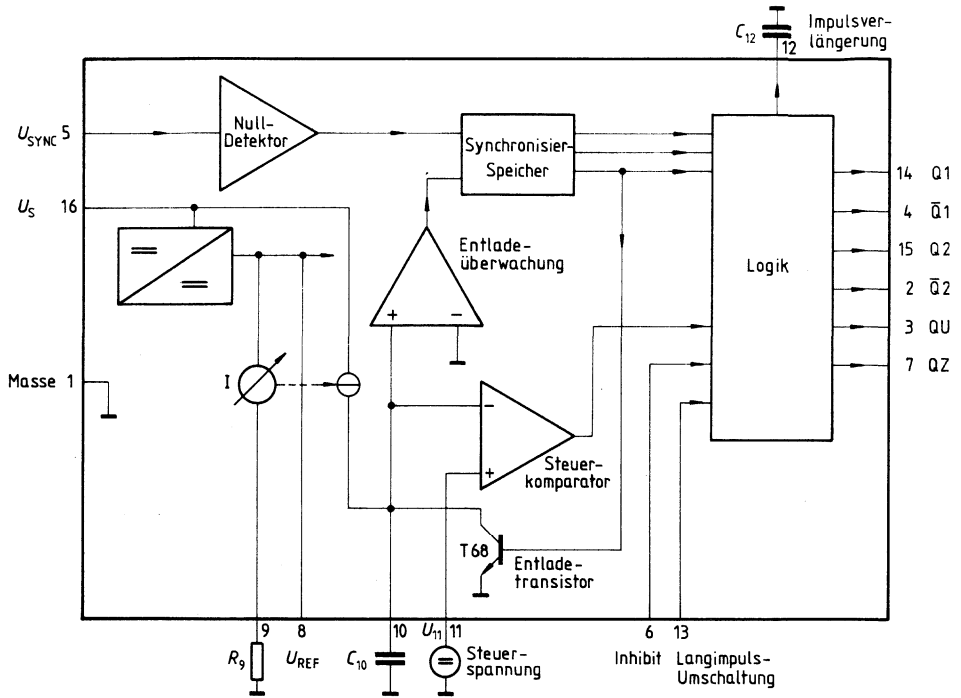 C12
12
Impulsver-
längerung
USYNC 5
Null-
Detektor
Synchronisier-
Speicher
14 Q1
US 16
4 Q̅1
Entlade-
überwachung
Logik
15 Q2
2 Q̅2
+ −
3 QU
Masse 1
I
7 QZ
−
+
Steuer-
komparator
T68
Entlade-
transistor
9 8 10 U11 11 6 13
R9
UREF
C10
Steuer-
spannung
Inhibit
Langimpuls-
Umschaltung